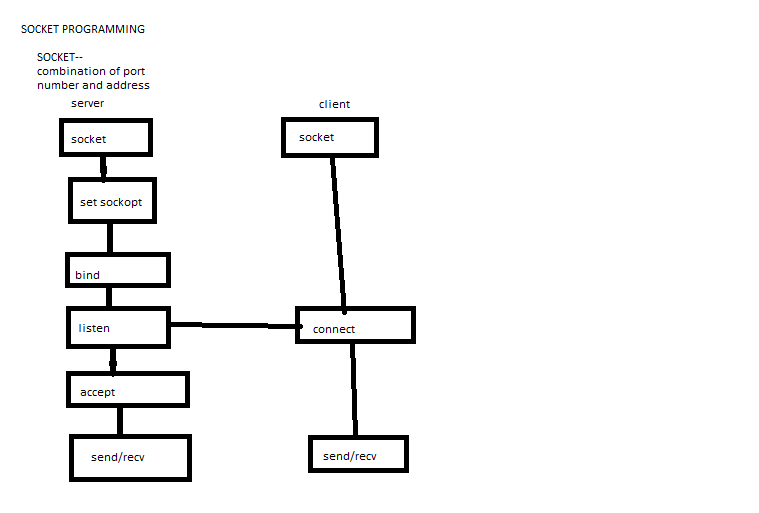 SOCKET PROGRAMMING
SOCKET--
combination of port
number and address
server
client
socket
socket
set sockopt
bind
listen
connect
accept
send/recv
send/recv